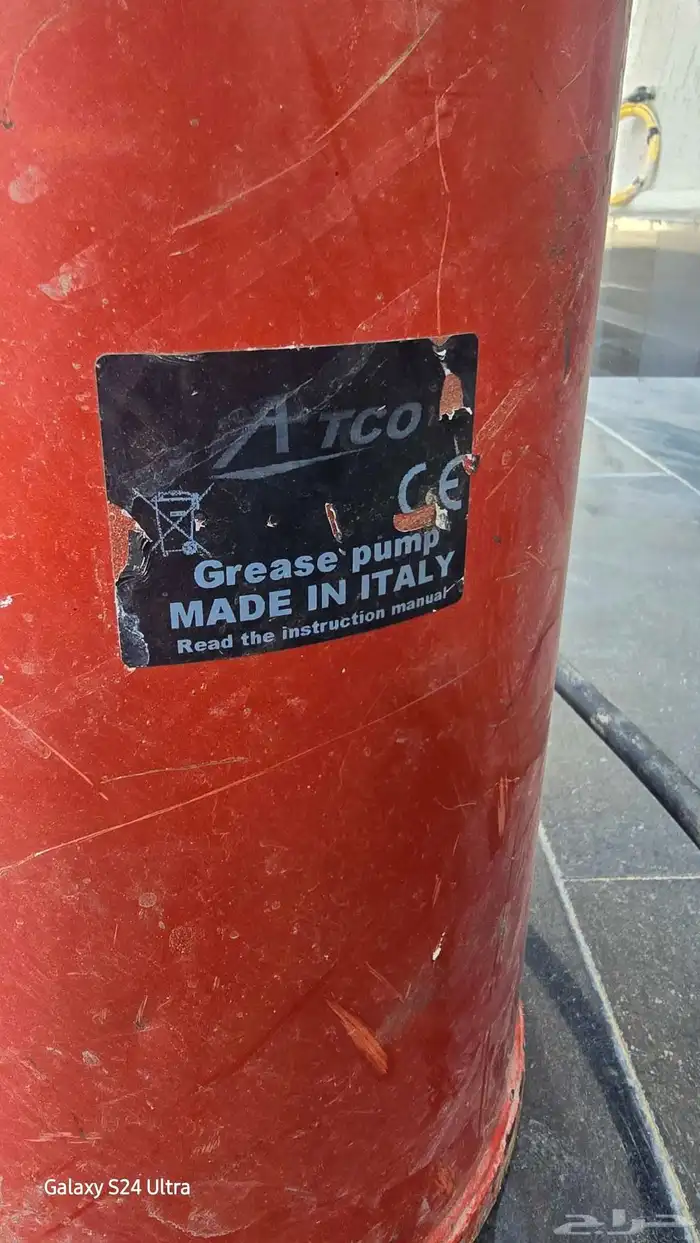 ATCO
CE
Grease pump
MADE IN ITALY
Read the instruction manual
Galaxy S24 Ultra
حراج